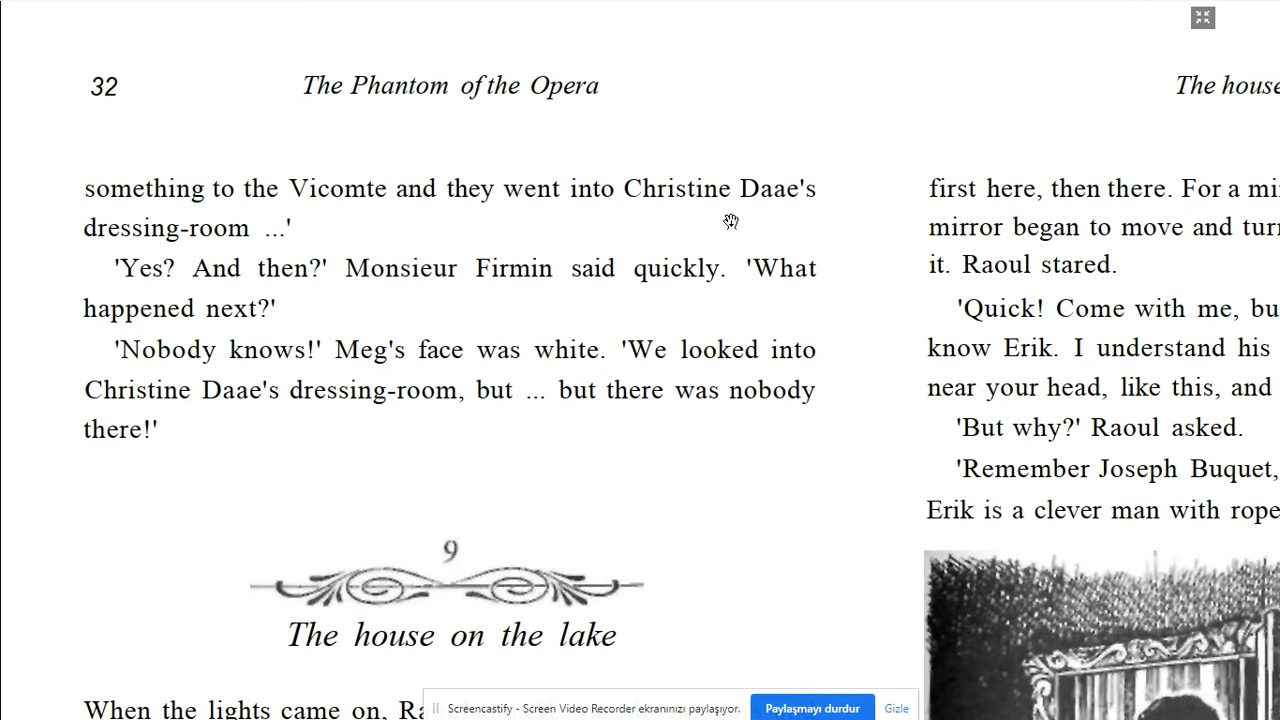 32
The Phantom of the Opera
something to the Vicomte and they went into Christine Daae's
dressing-room ...'
'Yes? And then?' Monsieur Firmin said quickly. 'What
happened next?'
'Nobody knows!' Meg's face was white. 'We looked into
Christine Daae's dressing-room, but ... but there was nobody
there!'
9
The house on the lake
When the lights came on,
The house
first here, then there. For a
mirror began to move and
it. Raoul stared.
'Quick! Come with me,
know Erik. I understand his
near your head, like this, and
'But why?' Raoul asked.
'Remember Joseph Buquet,
Erik is a clever man with
Screencastify - Screen Video Recorder ekranınızı paylaşıyor.
Paylaşmayı durdur
Gizle